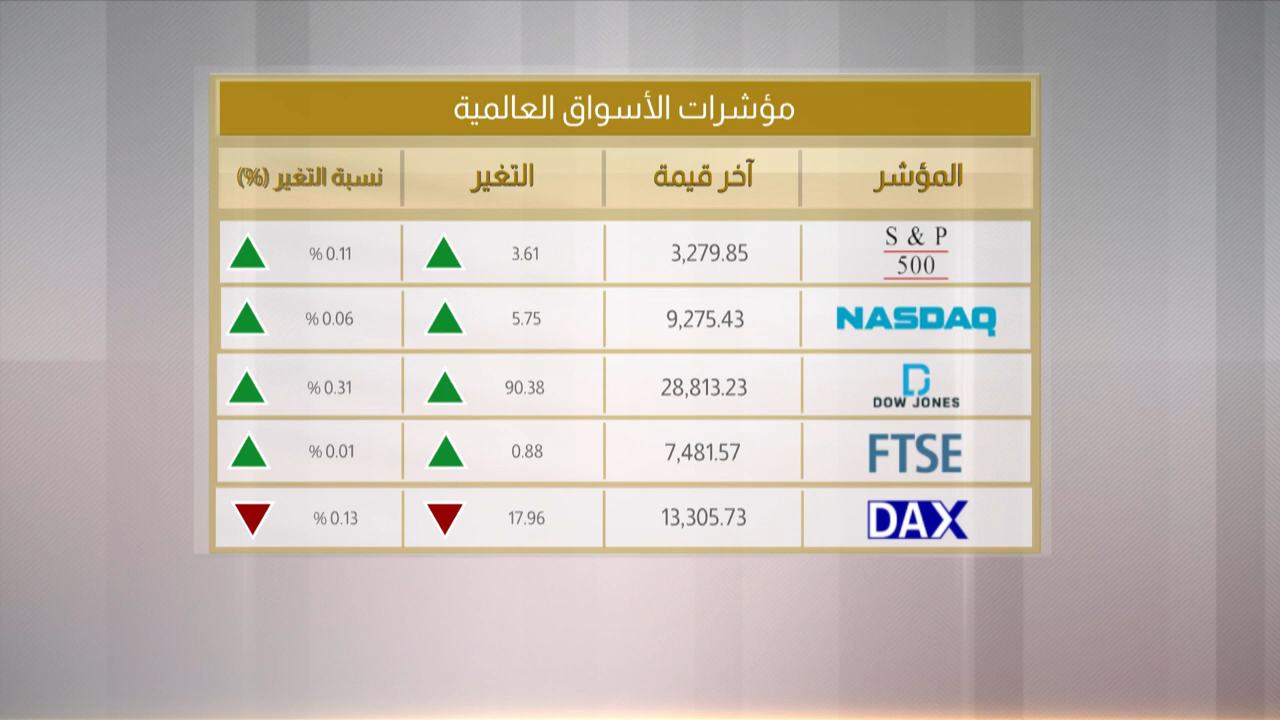 مؤشرات الأسواق العالمية
المؤشر آخر قيمة التغير نسبة التغير (%)
S & P
500 3,279.85 3.61 % 0.11
NASDAQ 9,275.43 5.75 % 0.06
DOW JONES 28,813.23 90.38 % 0.31
FTSE 7,481.57 0.88 % 0.01
DAX 13,305.73 17.96 % 0.13